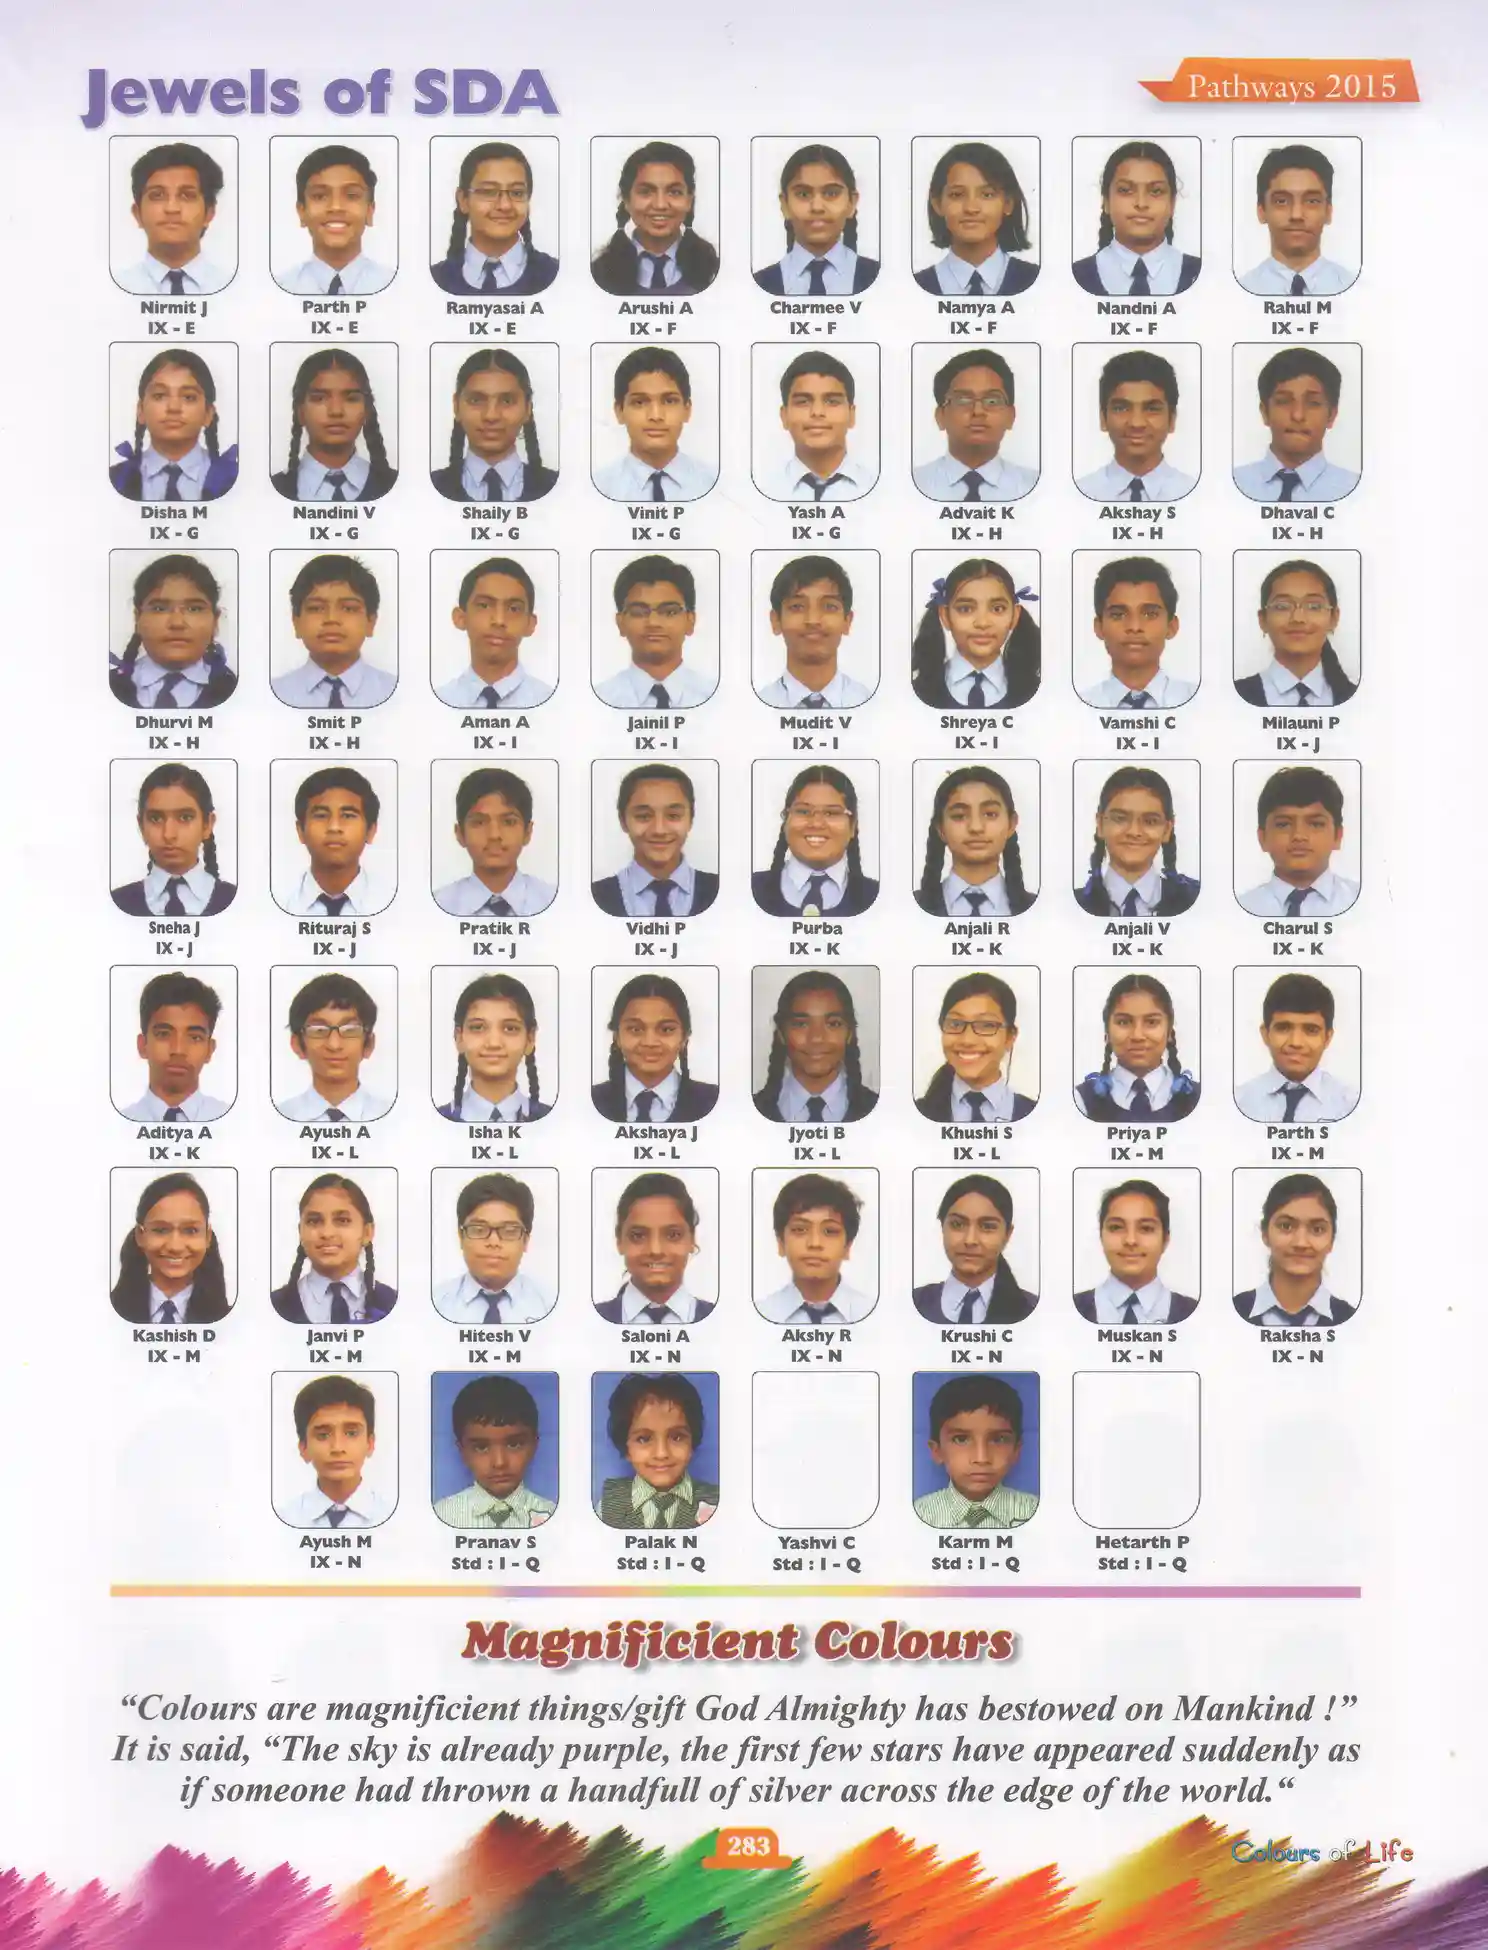 Jewels of SDA
Pathways 2015
Nirmit J Parth P Ramyasai A Arushi A Charmee V Namya A Nandni A Rahul M
IX - E IX - E IX - E IX - F IX - F IX - F IX - F IX - F
Disha M Nandini V Shaily B Vinit P Yash A Advait K Akshay S Dhaval C
IX - G IX - G IX - G IX - G IX - G IX - H IX - H IX - H
Dhurvi M Smit P Aman A Jainil P Mudit V Shreya C Vamshi C Milauni P
IX - H IX - H IX - I IX - I IX - I IX - I IX - I IX - J
Sneha J Rituraj S Pratik R Vidhi P Purba Anjali R Anjali V Charul S
IX - J IX - J IX - J IX - J IX - K IX - K IX - K IX - K
Aditya A Ayush A Isha K Akshaya J Jyoti B Khushi S Priya P Parth S
IX - K IX - L IX - L IX - L IX - L IX - L IX - M IX - M
Kashish D Janvi P Hitesh V Saloni A Akshy R Krushi C Muskan S Raksha S
IX - M IX - M IX - M IX - N IX - N IX - N IX - N IX - N
Ayush M Pranav S Palak N Yashvi C Karm M Hetarth P
IX - N Std : I - Q Std : I - Q Std : I - Q Std : I - Q Std : I - Q
Magnificient Colours
“Colours are magnificient things/gift God Almighty has bestowed on Mankind !”
It is said, “The sky is already purple, the first few stars have appeared suddenly as
if someone had thrown a handfull of silver across the edge of the world.“
283
Colours of Life